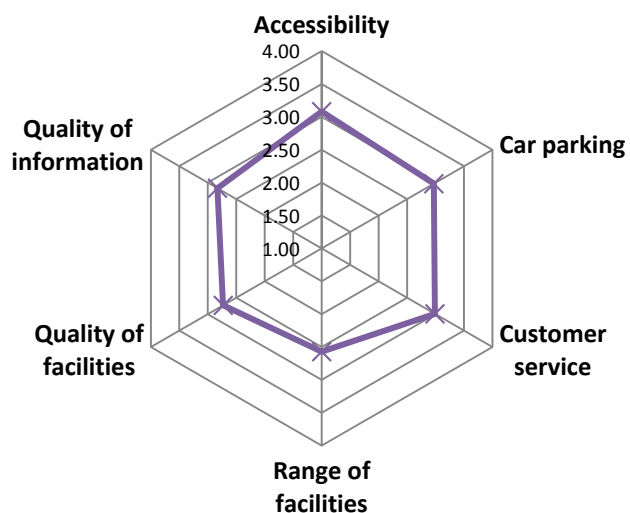 Accessibility
4.00
3.50
3.00
2.50
2.00
1.50
1.00
Car parking
Customer
service
Range of
facilities
Quality of
facilities
Quality of
information